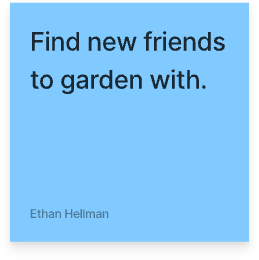 Find new friends
to garden with.
Ethan Hellman